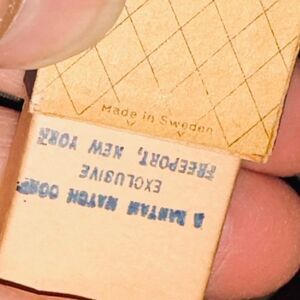 Made in Sweden
A BANTAM MATCH CORP
EXCLUSIVE
FREEPORT, NEW YORK